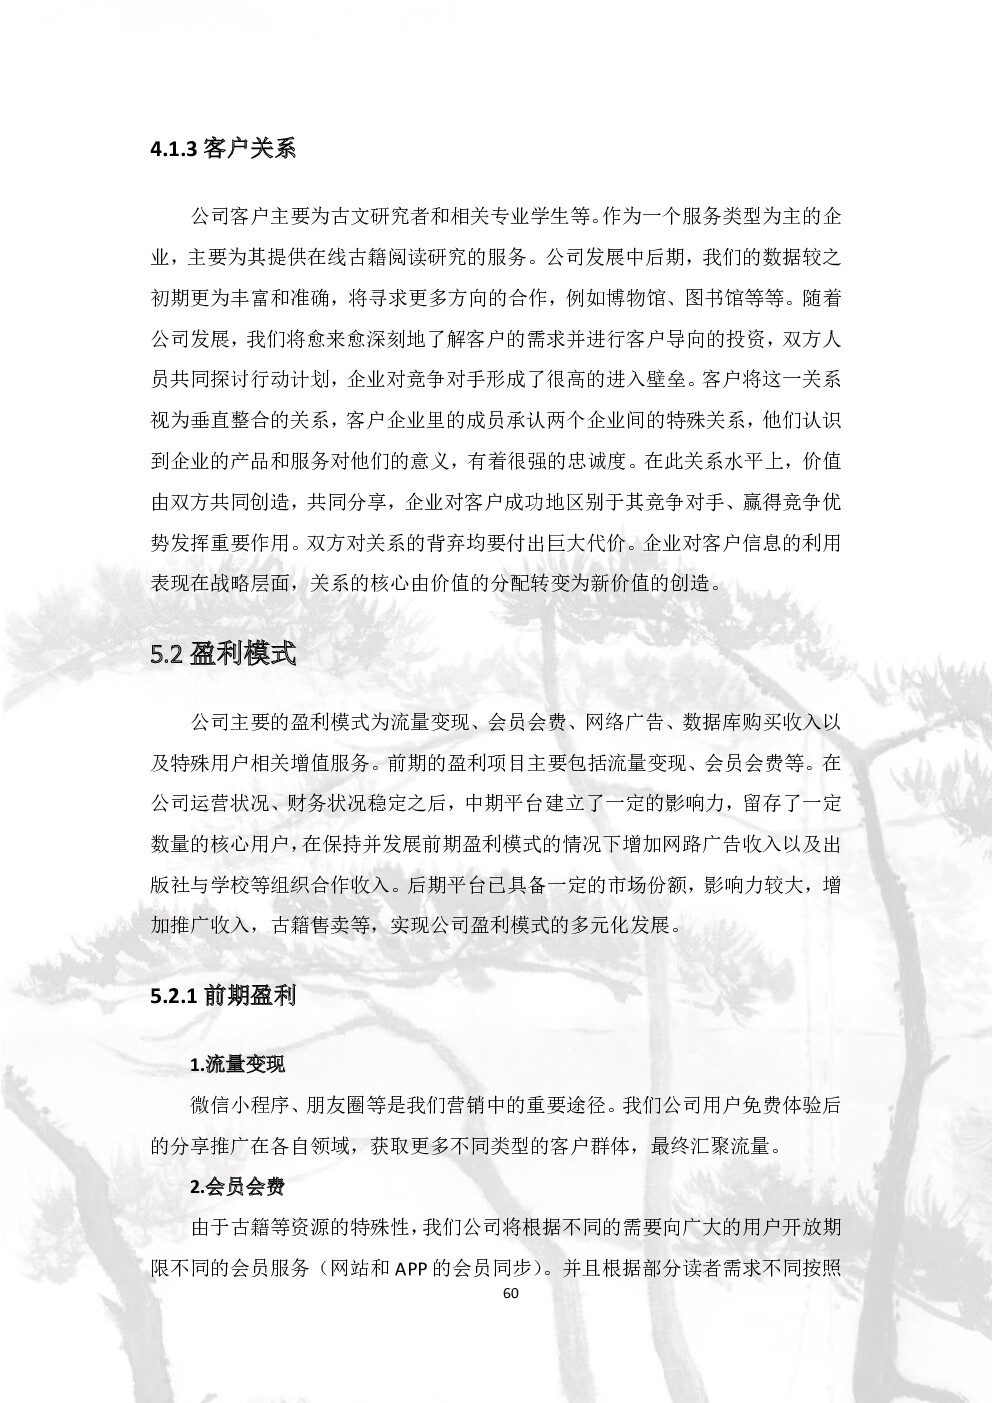 4.1.3 客户关系
公司客户主要为古文研究者和相关专业学生等。作为一个服务类型为主的企
业，主要为其提供在线古籍阅读研究的服务。公司发展中后期，我们的数据较之
初期更为丰富和准确，将寻求更多方向的合作，例如博物馆、图书馆等等。随着
公司发展，我们将愈来愈深刻地了解客户的需求并进行客户导向的投资，双方人
员共同探讨行动计划，企业对竞争对手形成了很高的进入壁垒。客户将这一关系
视为垂直整合的关系，客户企业里的成员承认两个企业间的特殊关系，他们认识
到企业的产品和服务对他们的意义，有着很强的忠诚度。在此关系水平上，价值
由双方共同创造，共同分享，企业对客户成功地区别于其竞争对手、赢得竞争优
势发挥重要作用。双方对关系的背弃均要付出巨大代价。企业对客户信息的利用
表现在战略层面，关系的核心由价值的分配转变为新价值的创造。
5.2 盈利模式
公司主要的盈利模式为流量变现、会员会费、网络广告、数据库购买收入以
及特殊用户相关增值服务。前期的盈利项目主要包括流量变现、会员会费等。在
公司运营状况、财务状况稳定之后，中期平台建立了一定的影响力，留存了一定
数量的核心用户，在保持并发展前期盈利模式的情况下增加网路广告收入以及出
版社与学校等组织合作收入。后期平台已具备一定的市场份额，影响力较大，增
加推广收入，古籍售卖等，实现公司盈利模式的多元化发展。
5.2.1 前期盈利
1.流量变现
微信小程序、朋友圈等是我们营销中的重要途径。我们公司用户免费体验后
的分享推广在各自领域，获取更多不同类型的客户群体，最终汇聚流量。
2.会员会费
由于古籍等资源的特殊性，我们公司将根据不同的需要向广大的用户开放期
限不同的会员服务（网站和 APP 的会员同步）。并且根据部分读者需求不同按照
60